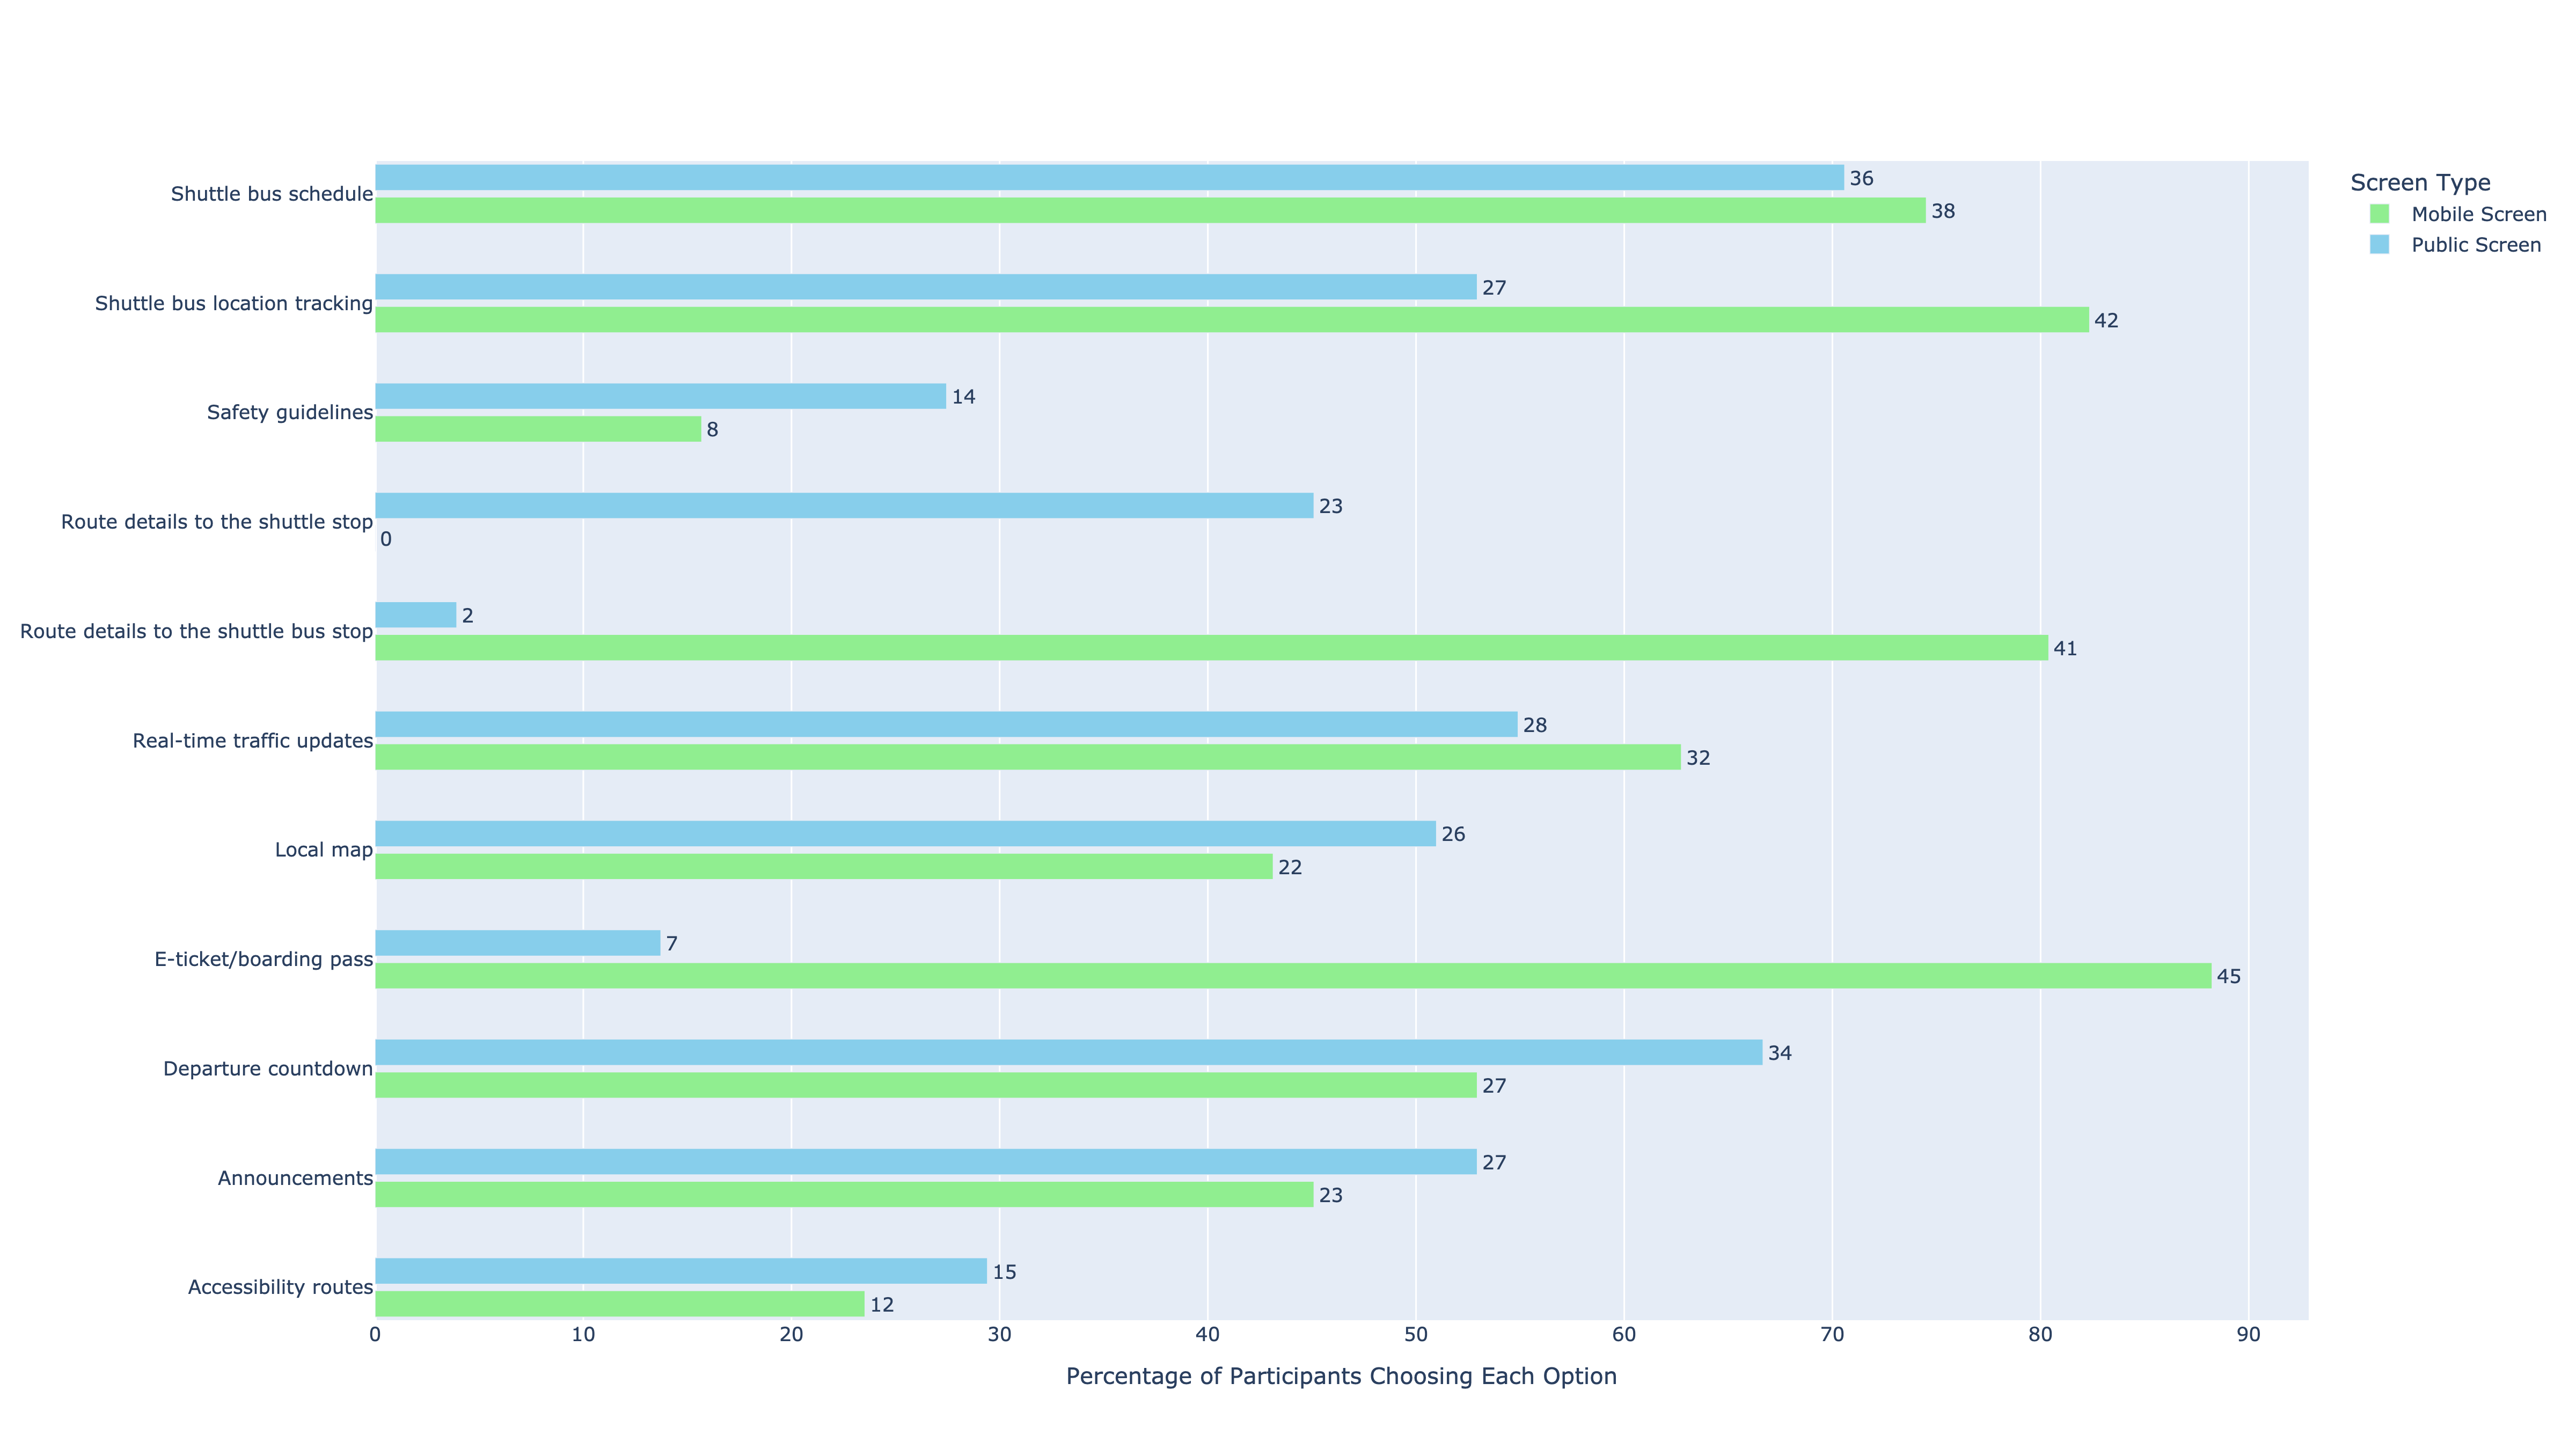 Shuttle bus schedule
36
38
Shuttle bus location tracking
27
42
Safety guidelines
14
8
Route details to the shuttle stop
23
0
Route details to the shuttle bus stop
2
41
Real-time traffic updates
28
32
Local map
26
22
E-ticket/boarding pass
7
45
Departure countdown
34
27
Announcements
27
23
Accessibility routes
15
12
0 10 20 30 40 50 60 70 80 90
Percentage of Participants Choosing Each Option
Screen Type
Mobile Screen
Public Screen